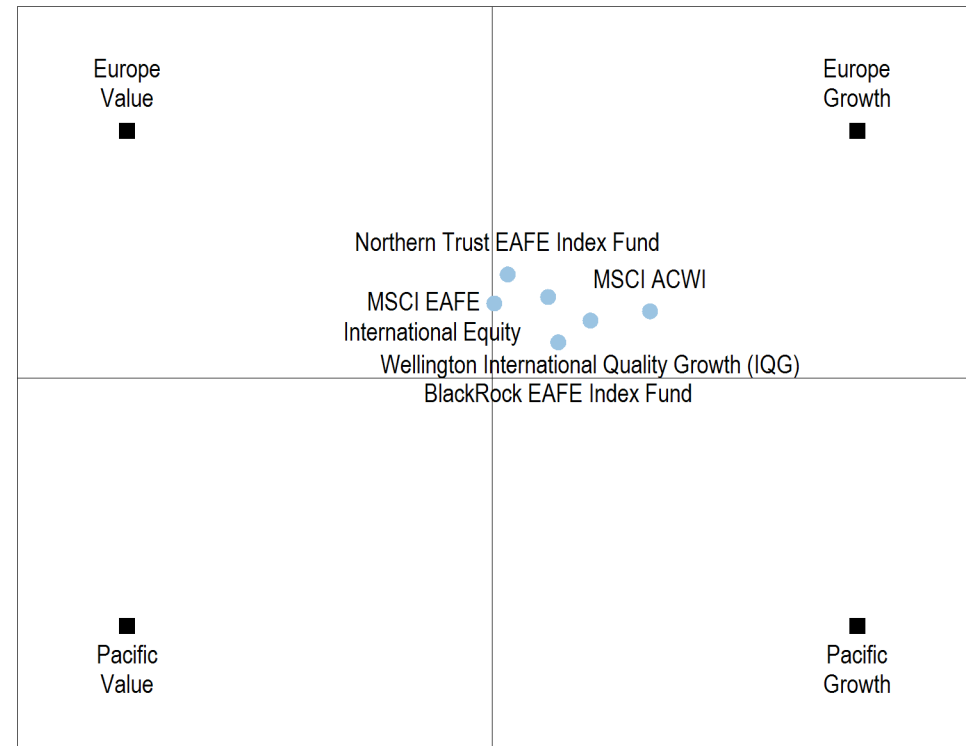 Europe
Value
Europe
Growth
Northern Trust EAFE Index Fund
MSCI ACWI
MSCI EAFE
International Equity
Wellington International Quality Growth (IQG)
BlackRock EAFE Index Fund
Pacific
Value
Pacific
Growth